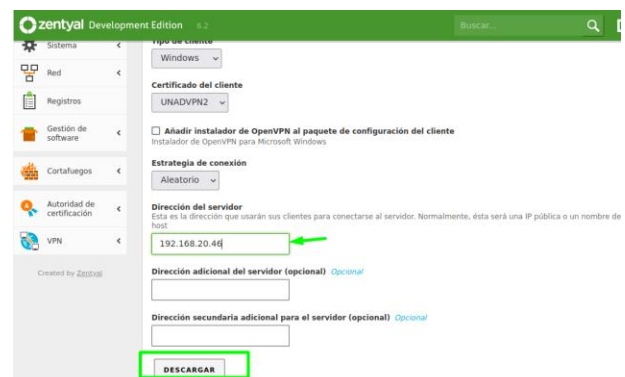 zentyal Development Edition 6.2
Buscar...
Sistema
Red
Registros
Gestión de
software
Cortafuegos
Autoridad de
certificación
VPN
Created by Zentyal
Tipo de cliente
Windows
Certificado del cliente
UNADVPN2
Añadir instalador de OpenVPN al paquete de configuración del cliente
Instalador de OpenVPN para Microsoft Windows
Estrategia de conexión
Aleatorio
Dirección del servidor
Esta es la dirección que usarán sus clientes para conectarse al servidor. Normalmente, ésta será una IP pública o un nombre de
host
192.168.20.46
Dirección adicional del servidor (opcional) Opcional
Dirección secundaria adicional para el servidor (opcional) Opcional
DESCARGAR